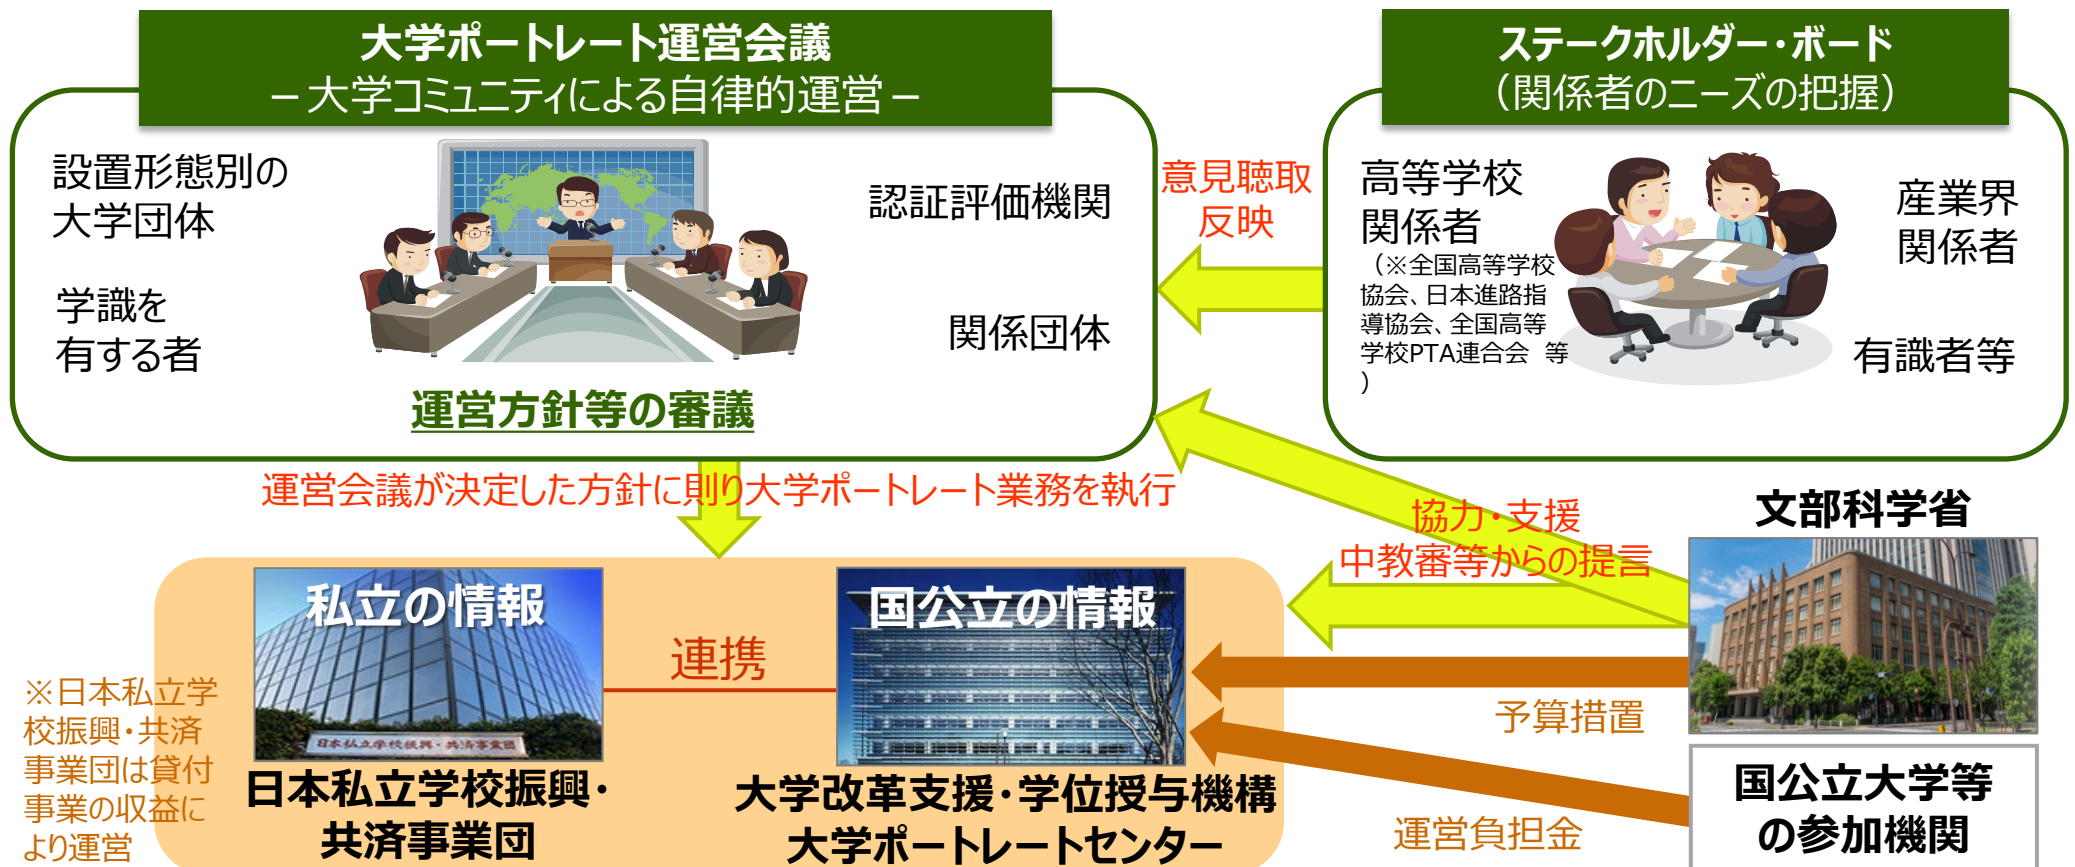 大学ポートレート運営会議
－大学コミュニティによる自律的運営－
設置形態別の
大学団体
学識を
有する者
認証評価機関
関係団体
運営方針等の審議
意見聴取
反映
ステークホルダー・ボード
（関係者のニーズの把握）
高等学校
関係者
（※全国高等学校
協会、日本進路指
導協会、全国高等
学校PTA連合会　等
）
産業界
関係者
有識者等
運営会議が決定した方針に則り大学ポートレート業務を執行
協力・支援
中教審等からの提言
文部科学省
私立の情報
日本私立学校振興・共済事業団
連携
国公立の情報
※日本私立学
校振興・共済
事業団は貸付
事業の収益に
より運営
日本私立学校振興・
共済事業団
大学改革支援・学位授与機構
大学ポートレートセンター
予算措置
運営負担金
国公立大学等
の参加機関